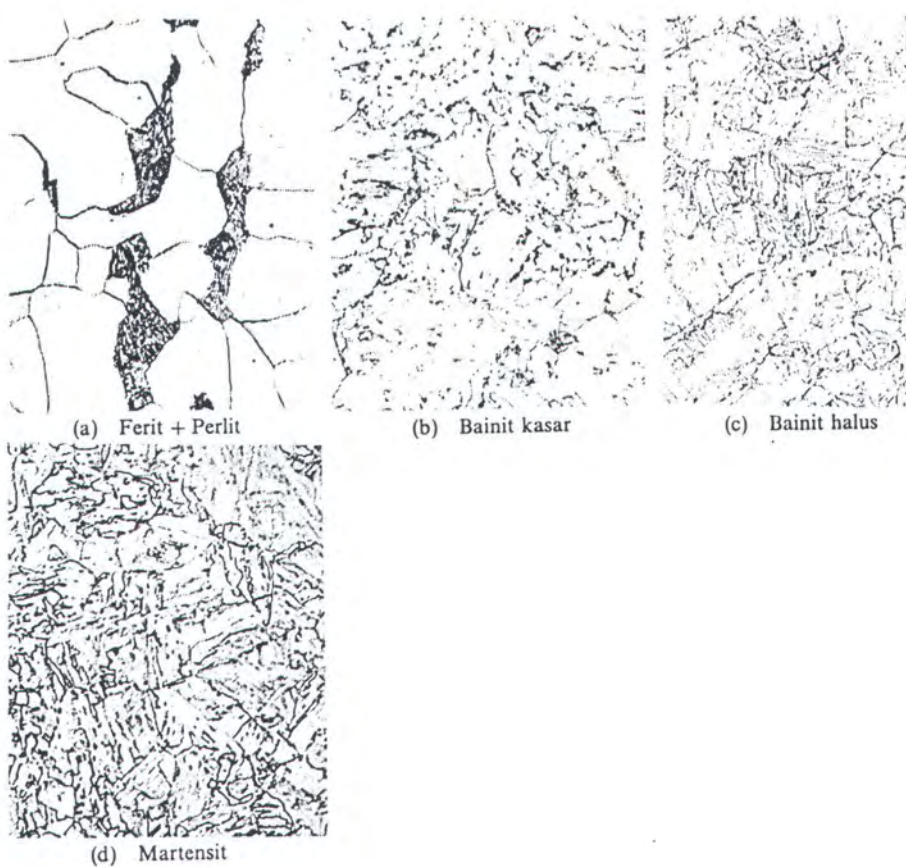 (a) Ferit + Perlit
(b) Bainit kasar
(c) Bainit halus
(d) Martensit